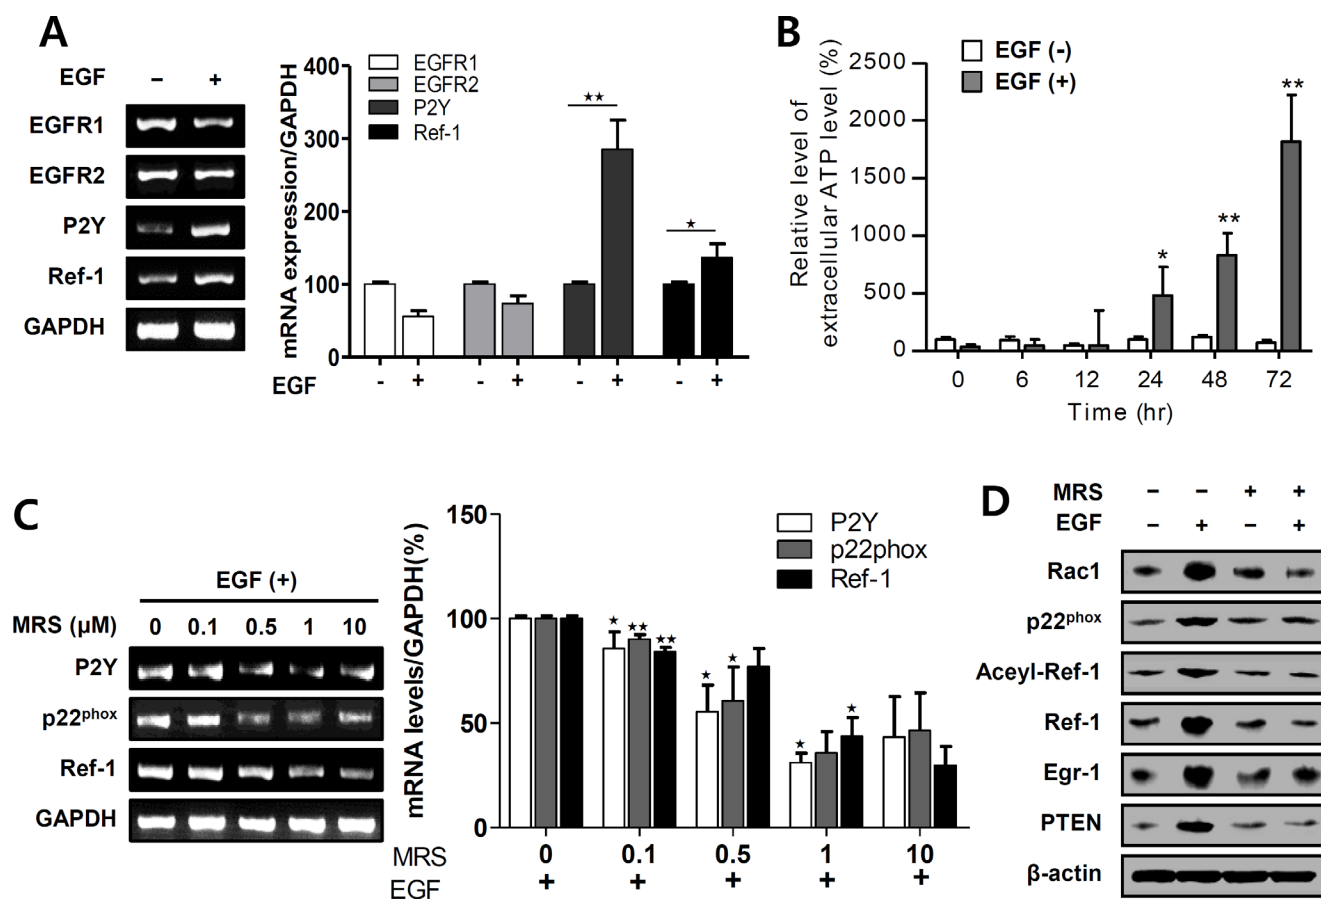 A
EGF − +
EGFR1
EGFR2
P2Y
Ref-1
GAPDH
mRNA expression/GAPDH
400
300
200
100
0
EGFR1
EGFR2
P2Y
Ref-1
★★
★
- + - + - + - +
EGF
B
Relative level of
extracellular ATP level (%)
2500
2000
1500
1000
500
0
EGF (-)
EGF (+)
* ** **
0 6 12 24 48 72
Time (hr)
C
EGF (+)
MRS (µM) 0 0.1 0.5 1 10
P2Y
p22phox
Ref-1
GAPDH
mRNA levels/GAPDH(%)
150
100
50
0
P2Y
p22phox
Ref-1
★ ★★ ★★ ★ ★ ★ ★
MRS 0 0.1 0.5 1 10
EGF + + + + +
D
MRS − − + +
EGF − + − +
Rac1
p22phox
Aceyl-Ref-1
Ref-1
Egr-1
PTEN
β-actin